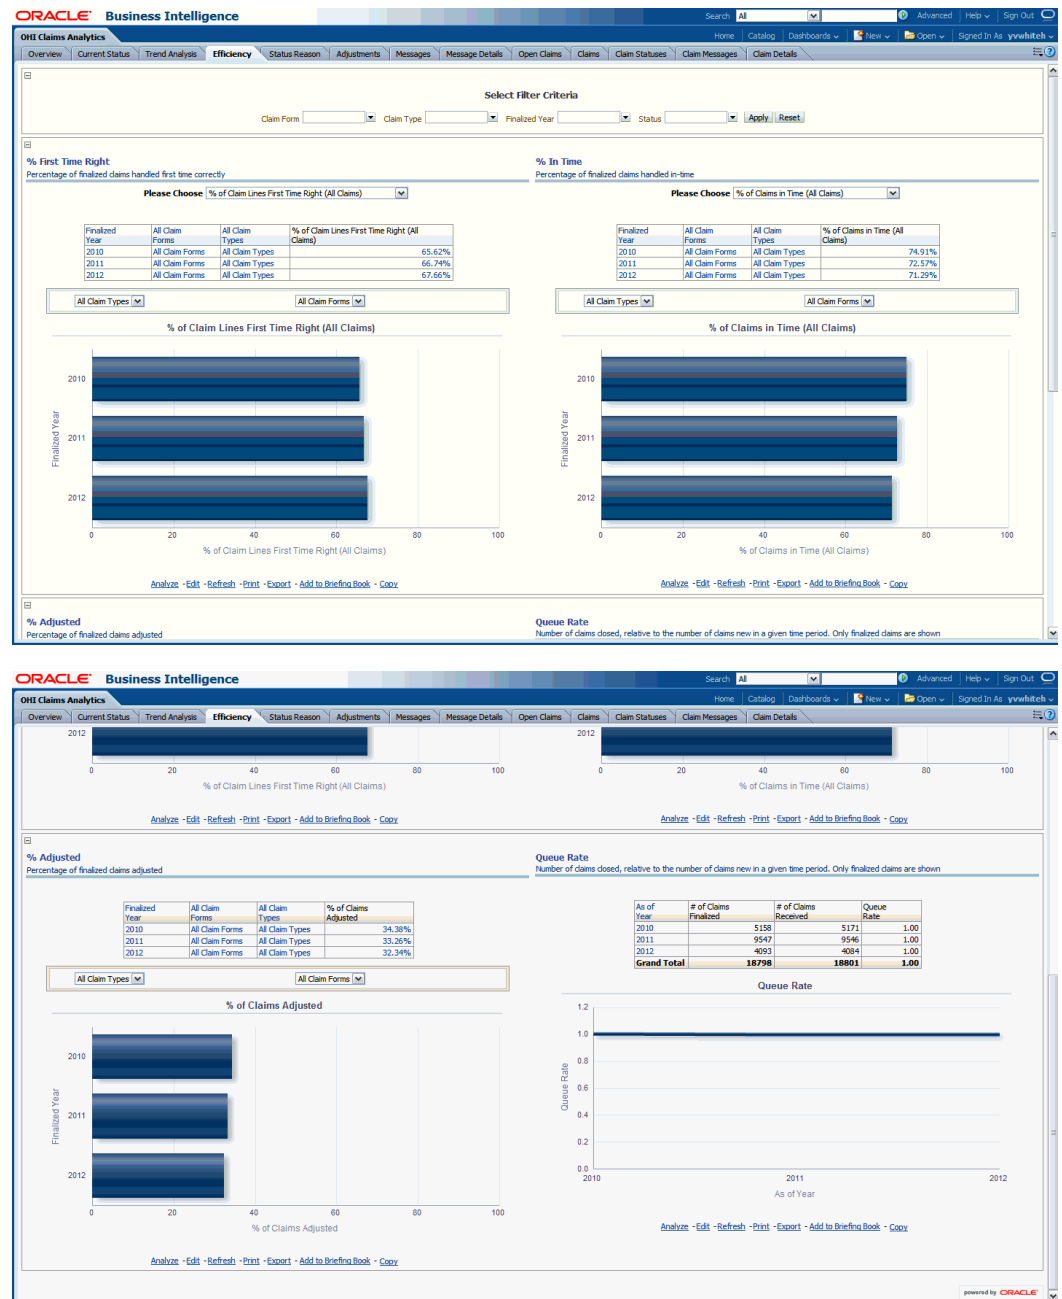 ORACLE Business Intelligence
Search All Advanced Help Sign Out
OHI Claims Analytics
Home Catalog Dashboards New Open Signed In As yvwhiteh
Overview Current Status Trend Analysis Efficiency Status Reason Adjustments Messages Message Details Open Claims Claims Claim Statuses Claim Messages Claim Details
Select Filter Criteria
Claim Form Claim Type Finalized Year Status Apply Reset
% First Time Right
Percentage of finalized claims handled first time correctly
Please Choose % of Claim Lines First Time Right (All Claims)
Finalized Year All Claim Forms All Claim Types % of Claim Lines First Time Right (All Claims)
2010 All Claim Forms All Claim Types 65.62%
2011 All Claim Forms All Claim Types 66.74%
2012 All Claim Forms All Claim Types 67.66%
All Claim Types All Claim Forms
% of Claim Lines First Time Right (All Claims)
Finalized Year
2010
2011
2012
0 20 40 60 80 100
% of Claim Lines First Time Right (All Claims)
Analyze - Edit - Refresh - Print - Export - Add to Briefing Book - Copy
% In Time
Percentage of finalized claims handled in-time
Please Choose % of Claims in Time (All Claims)
Finalized Year All Claim Forms All Claim Types % of Claims in Time (All Claims)
2010 All Claim Forms All Claim Types 74.91%
2011 All Claim Forms All Claim Types 72.57%
2012 All Claim Forms All Claim Types 71.29%
All Claim Types All Claim Forms
% of Claims in Time (All Claims)
Finalized Year
2010
2011
2012
0 20 40 60 80 100
% of Claims in Time (All Claims)
Analyze - Edit - Refresh - Print - Export - Add to Briefing Book - Copy
% Adjusted
Percentage of finalized claims adjusted
Queue Rate
Number of claims closed, relative to the number of claims new in a given time period. Only finalized claims are shown
ORACLE Business Intelligence
Search All Advanced Help Sign Out
OHI Claims Analytics
Home Catalog Dashboards New Open Signed In As yvwhiteh
Overview Current Status Trend Analysis Efficiency Status Reason Adjustments Messages Message Details Open Claims Claims Claim Statuses Claim Messages Claim Details
2012
0 20 40 60 80 100
% of Claim Lines First Time Right (All Claims)
Analyze - Edit - Refresh - Print - Export - Add to Briefing Book - Copy
2012
0 20 40 60 80 100
% of Claims in Time (All Claims)
Analyze - Edit - Refresh - Print - Export - Add to Briefing Book - Copy
% Adjusted
Percentage of finalized claims adjusted
Finalized Year All Claim Forms All Claim Types % of Claims Adjusted
2010 All Claim Forms All Claim Types 34.38%
2011 All Claim Forms All Claim Types 33.26%
2012 All Claim Forms All Claim Types 32.34%
All Claim Types All Claim Forms
% of Claims Adjusted
Finalized Year
2010
2011
2012
0 20 40 60 80 100
% of Claims Adjusted
Analyze - Edit - Refresh - Print - Export - Add to Briefing Book - Copy
Queue Rate
Number of claims closed, relative to the number of claims new in a given time period. Only finalized claims are shown
As of Year # of Claims Finalized # of Claims Received Queue Rate
2010 5158 5171 1.00
2011 9547 9546 1.00
2012 4093 4084 1.00
Grand Total 18798 18801 1.00
Queue Rate
Queue Rate
1.2
1.0
0.8
0.6
0.4
0.2
0.0
2010 2011 2012
As of Year
Analyze - Edit - Refresh - Print - Export - Add to Briefing Book - Copy
powered by ORACLE